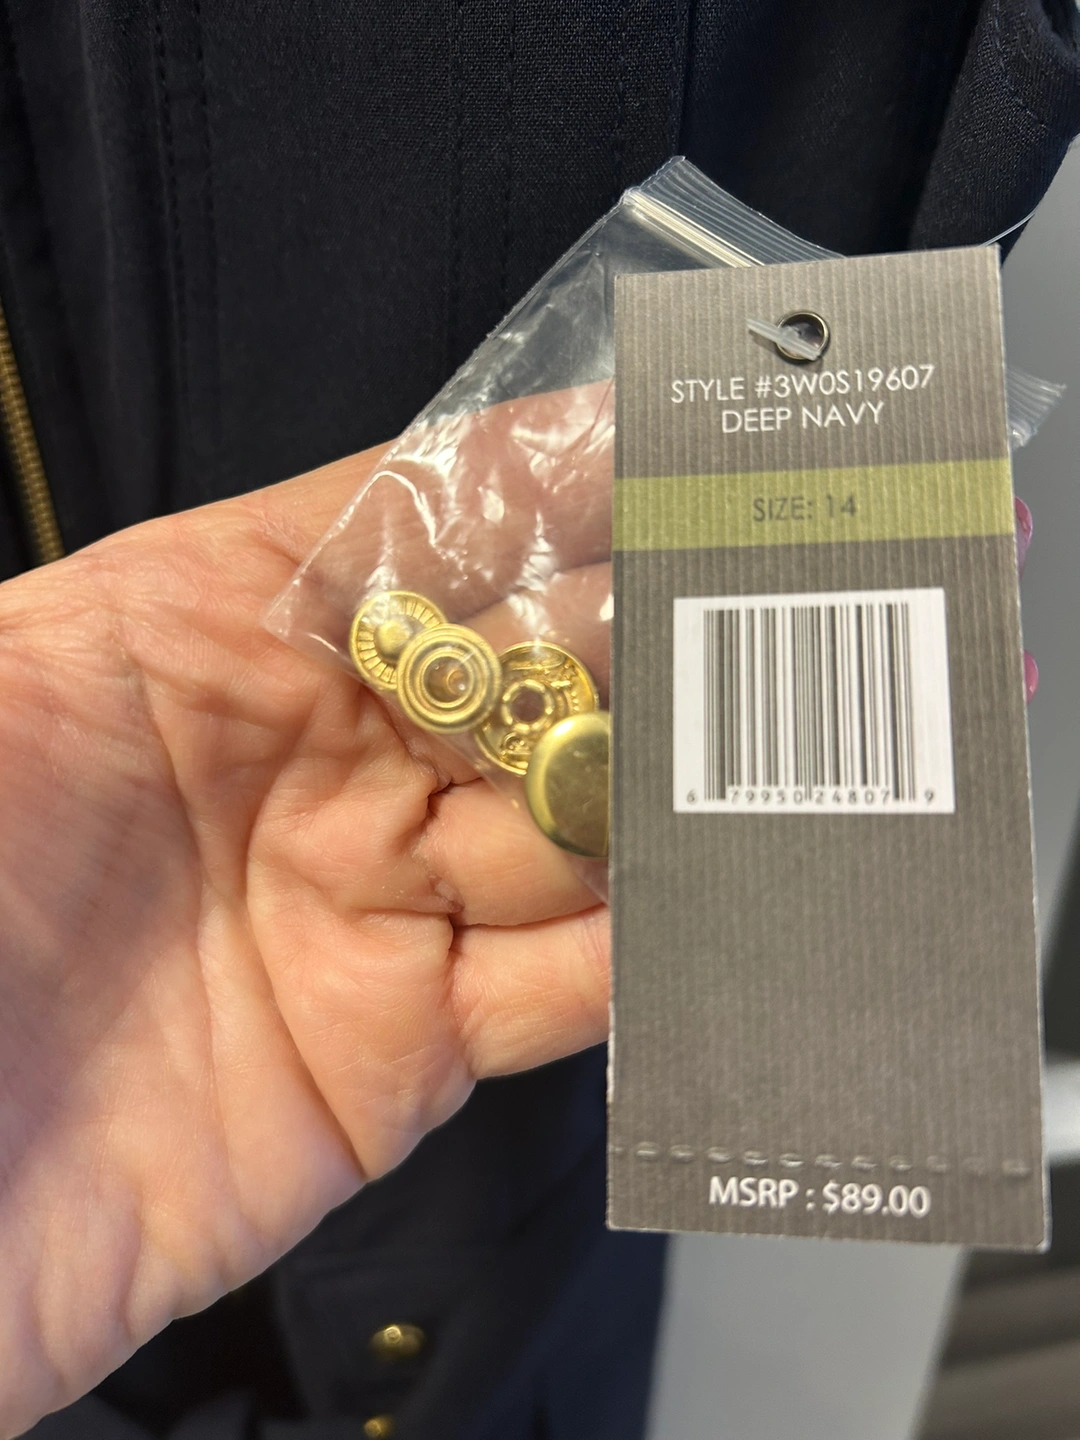 STYLE #3W0S19607
DEEP NAVY
SIZE: 14
6 79950 24807 9
MSRP : $89.00